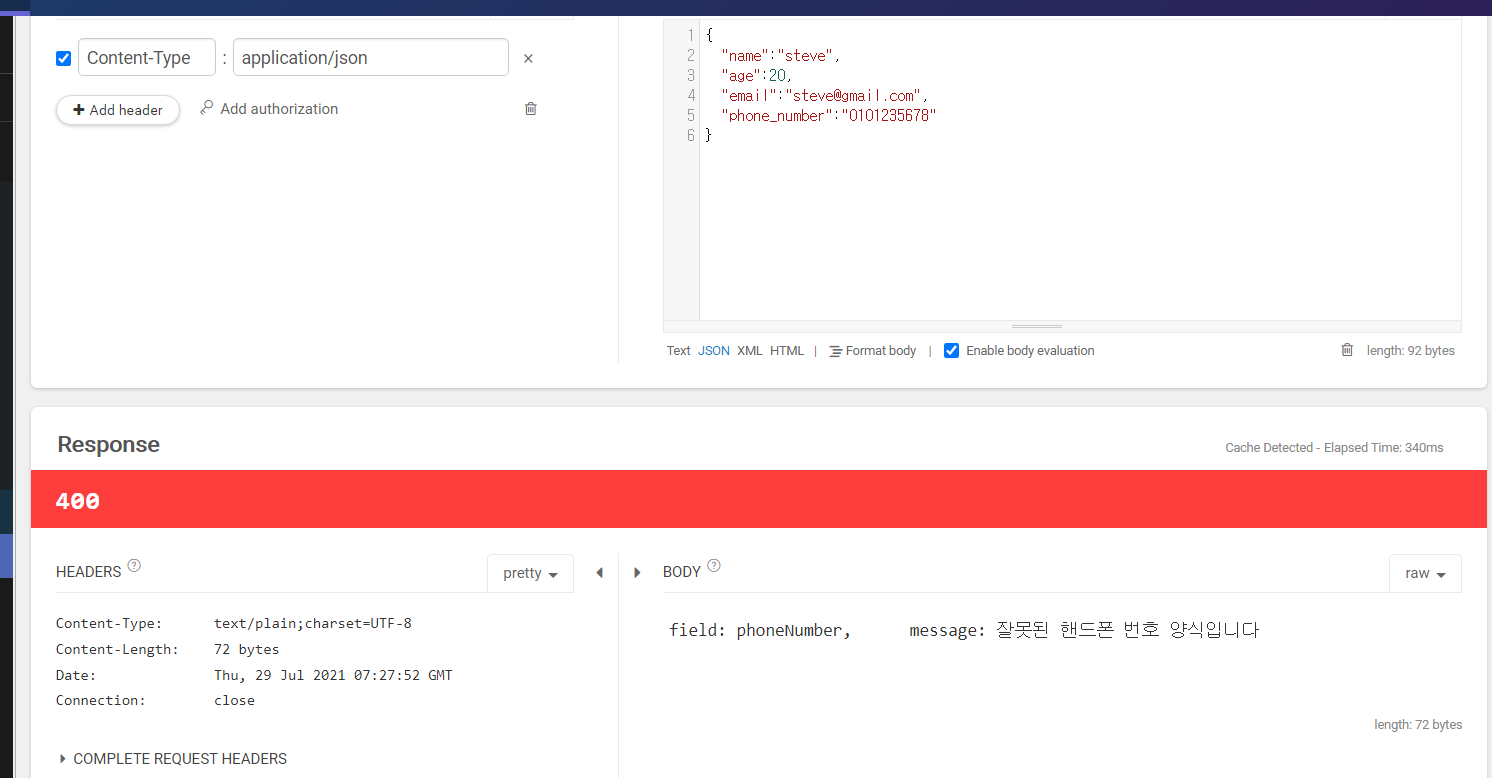 Content-Type : application/json ×
+ Add header Add authorization
1 {
2 "name":"steve",
3 "age":20,
4 "email":"steve@gmail.com",
5 "phone_number":"0101235678"
6 }
Text JSON XML HTML | Format body | Enable body evaluation length: 92 bytes
Response
Cache Detected - Elapsed Time: 340ms
400
HEADERS ? pretty
BODY ? raw
Content-Type: text/plain;charset=UTF-8
Content-Length: 72 bytes
Date: Thu, 29 Jul 2021 07:27:52 GMT
Connection: close
COMPLETE REQUEST HEADERS
field: phoneNumber, message: 잘못된 핸드폰 번호 양식입니다
length: 72 bytes